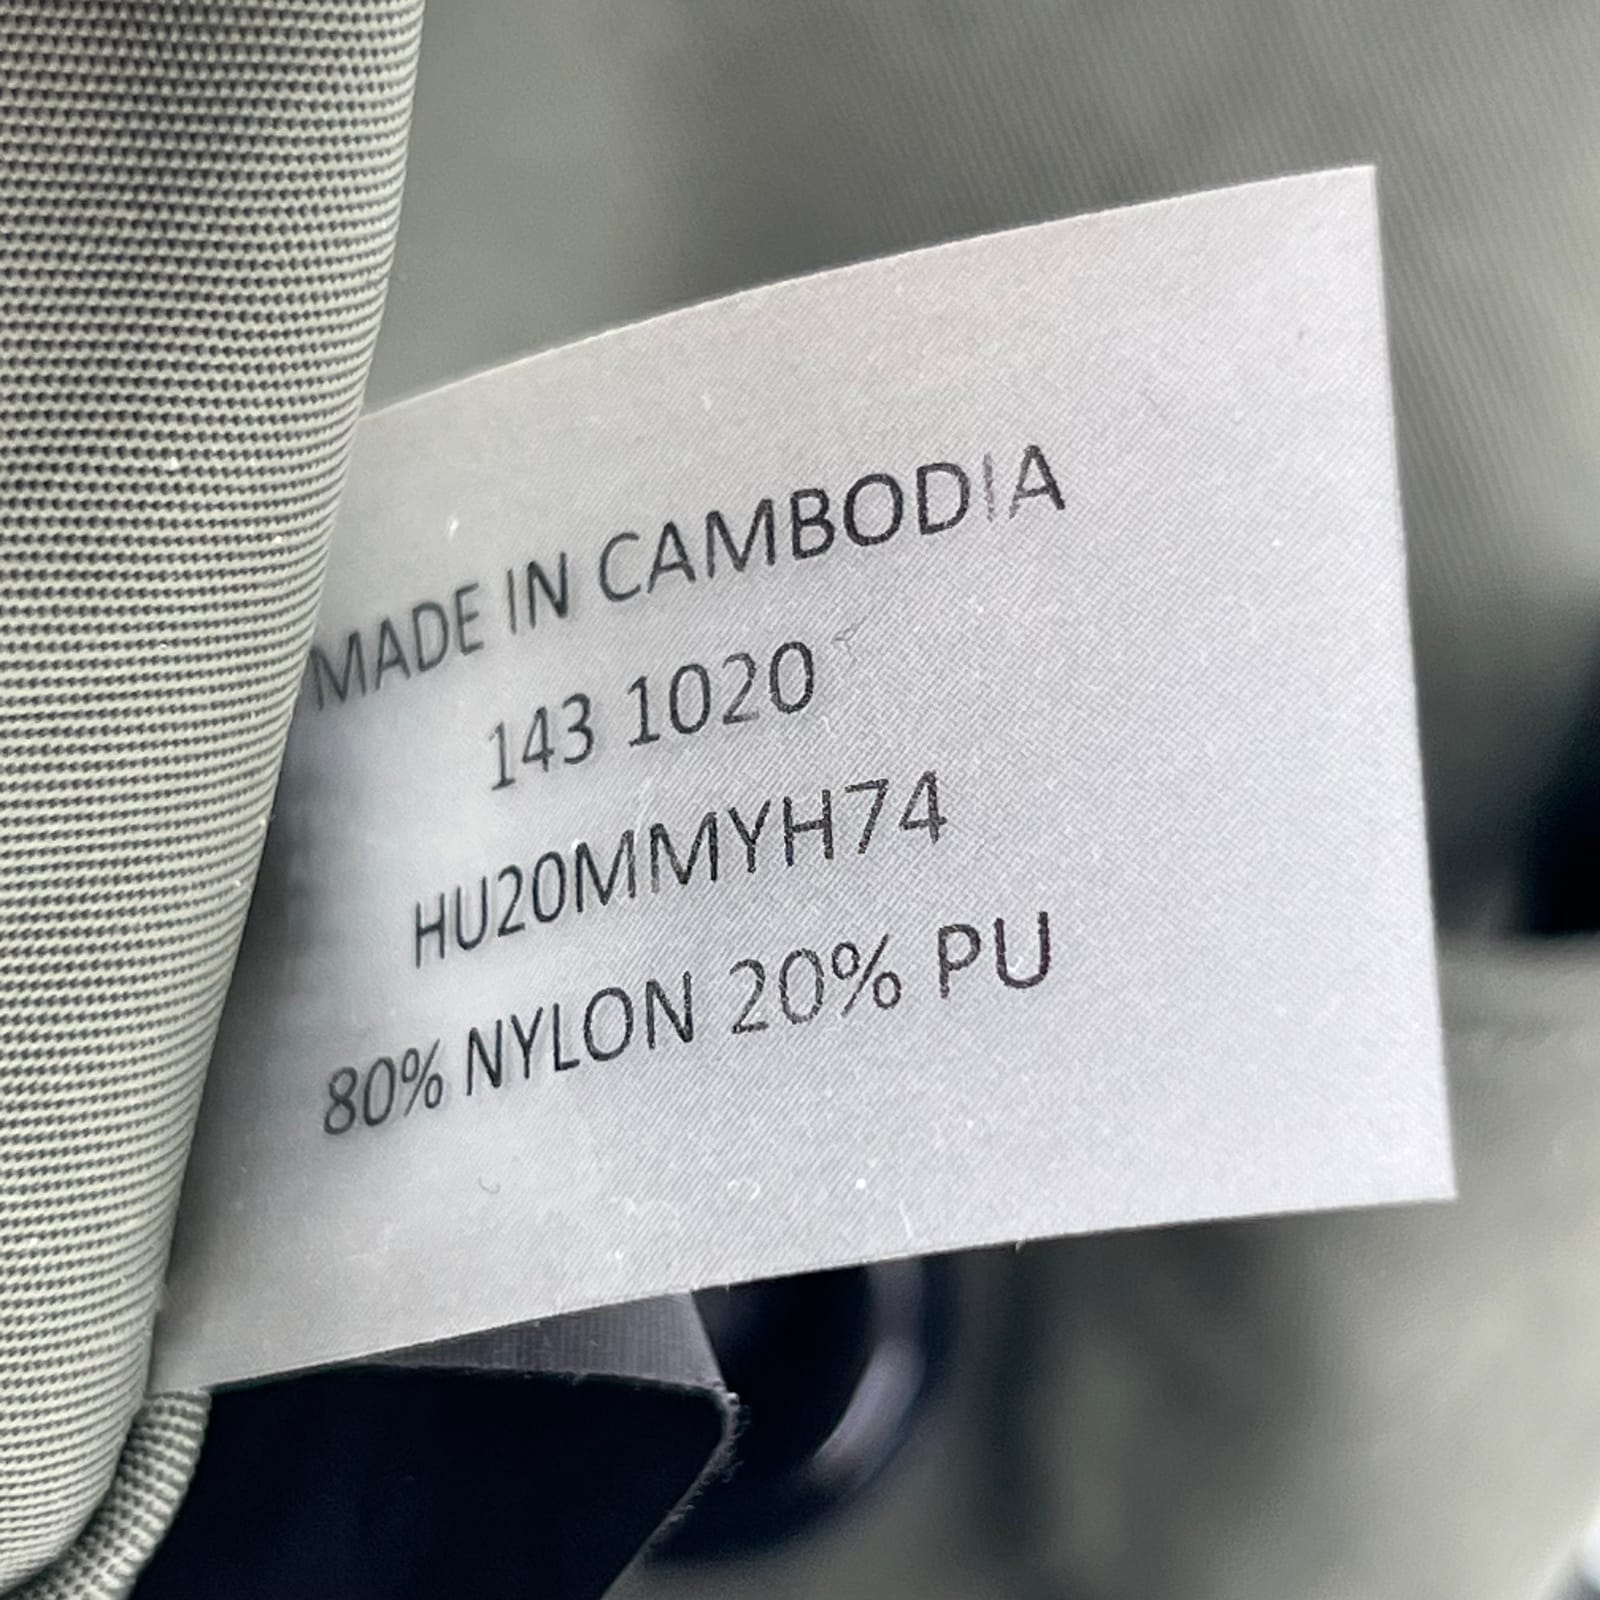 MADE IN CAMBODIA
143 1020
HU20MMYH74
80% NYLON 20% PU